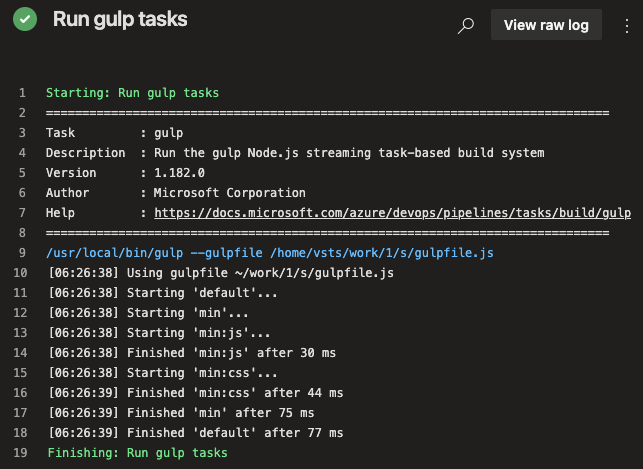 Run gulp tasks
View raw log
1 Starting: Run gulp tasks
2 ==============================================================================
3 Task         : gulp
4 Description  : Run the gulp Node.js streaming task-based build system
5 Version      : 1.182.0
6 Author       : Microsoft Corporation
7 Help         : https://docs.microsoft.com/azure/devops/pipelines/tasks/build/gulp
8 ==============================================================================
9 /usr/local/bin/gulp --gulpfile /home/vsts/work/1/s/gulpfile.js
10 [06:26:38] Using gulpfile ~/work/1/s/gulpfile.js
11 [06:26:38] Starting 'default'...
12 [06:26:38] Starting 'min'...
13 [06:26:38] Starting 'min:js'...
14 [06:26:38] Finished 'min:js' after 30 ms
15 [06:26:38] Starting 'min:css'...
16 [06:26:39] Finished 'min:css' after 44 ms
17 [06:26:39] Finished 'min' after 75 ms
18 [06:26:39] Finished 'default' after 77 ms
19 Finishing: Run gulp tasks